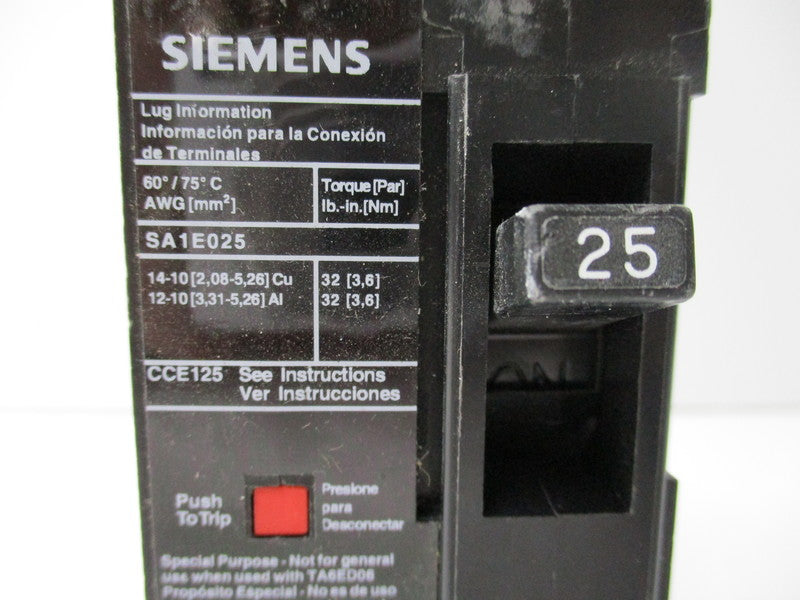 SIEMENS
Lug Information
Información para la Conexión
de Terminales
60°/75° C
AWG [mm²]
Torque [Par]
lb.-in.[Nm]
SA1E025
14-10 [2,08-5,26] Cu
12-10 [3,31-5,26] Al
32 [3,6]
32 [3,6]
CCE125 See Instructions
Ver Instrucciones
Push
To Trip
Presione
para
Desconectar
Special Purpose - Not for general
use when used with TA6ED06
Propósito Especial - No es de uso
25
ON